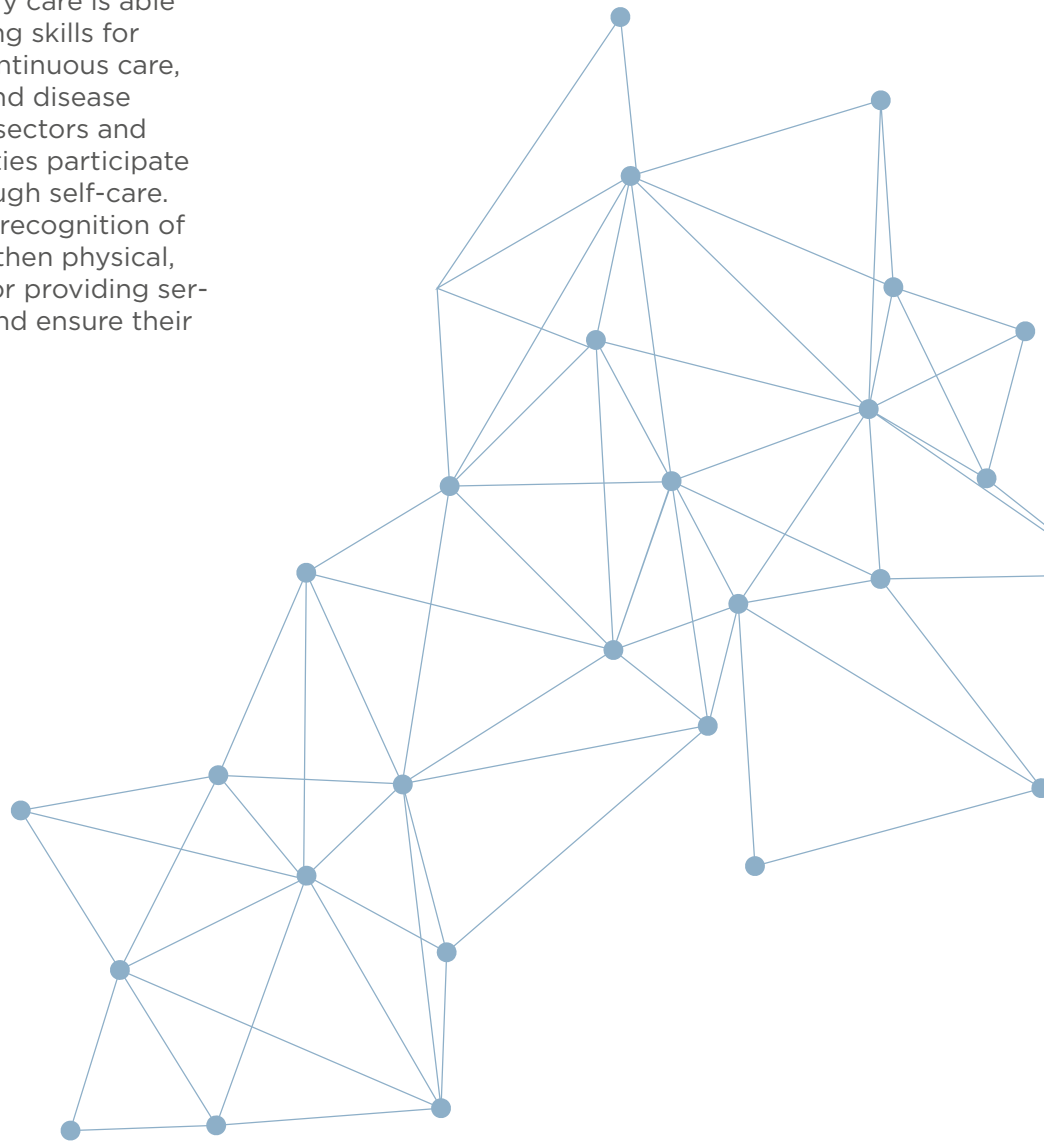 y care is able
ng skills for
ntinuous care,
nd disease
sectors and
ties participate
ugh self-care.
recognition of
then physical,
or providing ser-
nd ensure their